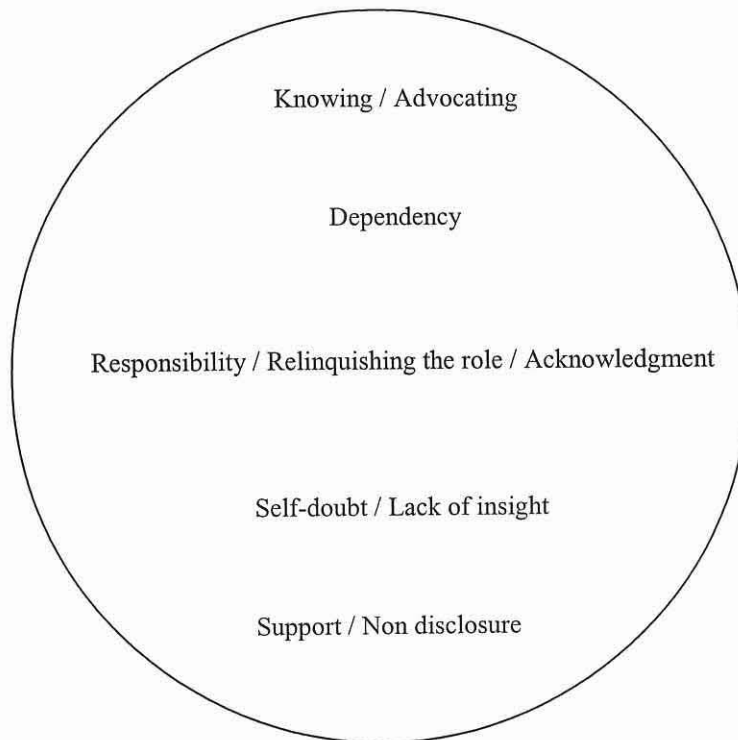 Knowing / Advocating
Dependency
Responsibility / Relinquishing the role / Acknowledgment
Self-doubt / Lack of insight
Support / Non disclosure